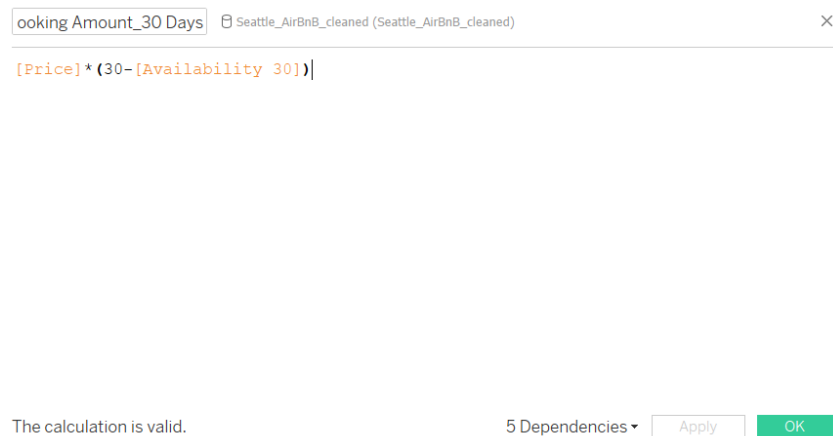 ooking Amount_30 Days Seattle_AirBnB_cleaned (Seattle_AirBnB_cleaned)
[Price]*(30-[Availability 30])
The calculation is valid. 5 Dependencies Apply OK